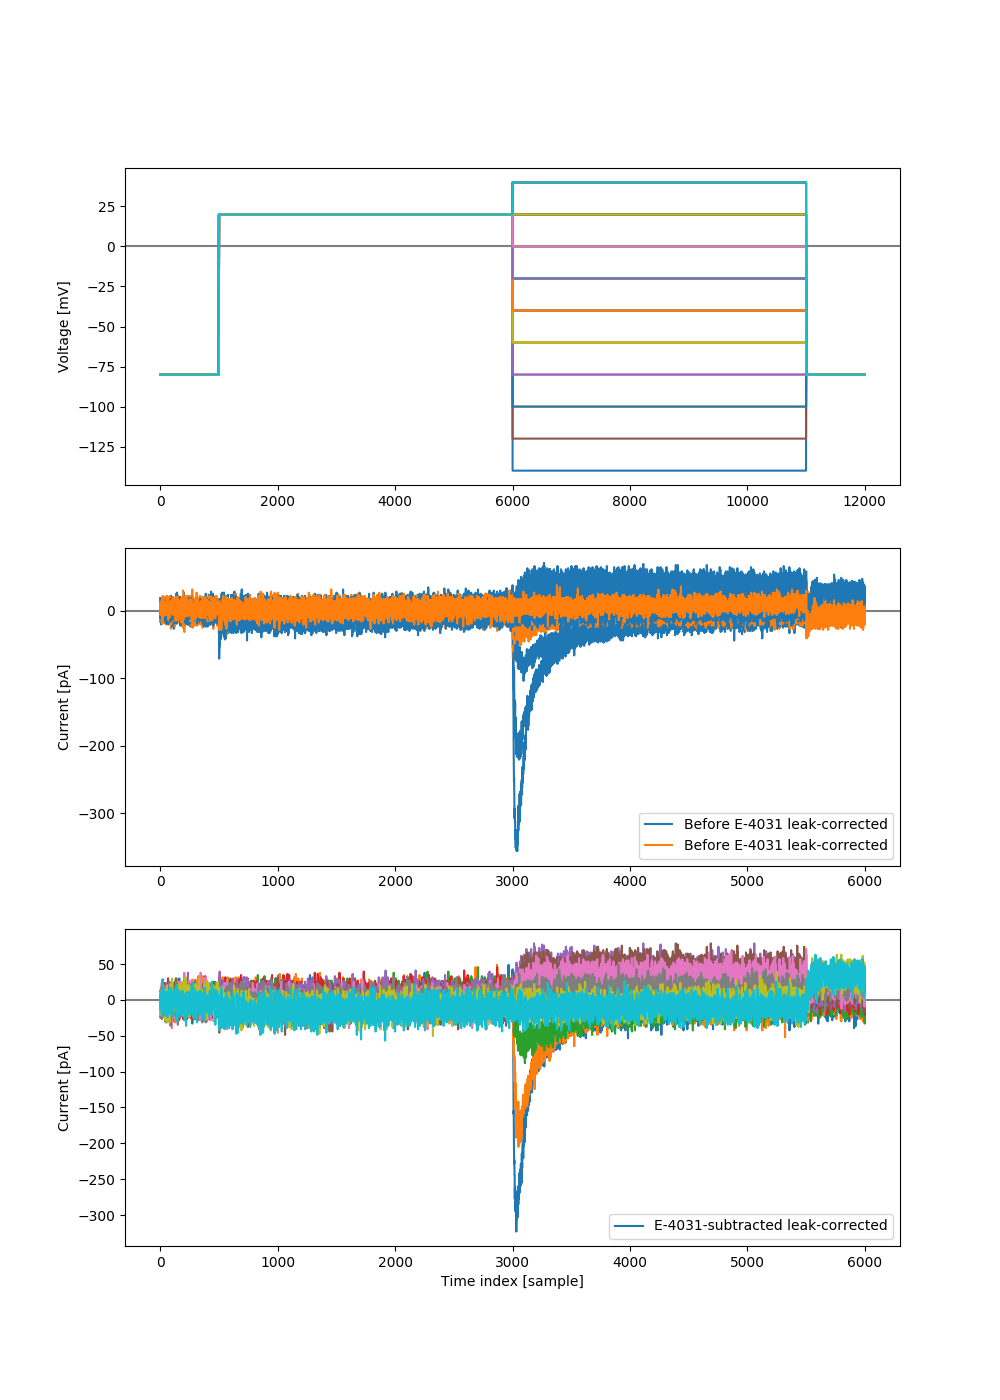 25
0
−25
−50
−75
−100
−125
Voltage [mV]
0 2000 4000 6000 8000 10000 12000
0
−100
−200
−300
Current [pA]
Before E-4031 leak-corrected
Before E-4031 leak-corrected
0 1000 2000 3000 4000 5000 6000
50
0
−50
−100
−150
−200
−250
−300
Current [pA]
E-4031-subtracted leak-corrected
0 1000 2000 3000 4000 5000 6000
Time index [sample]